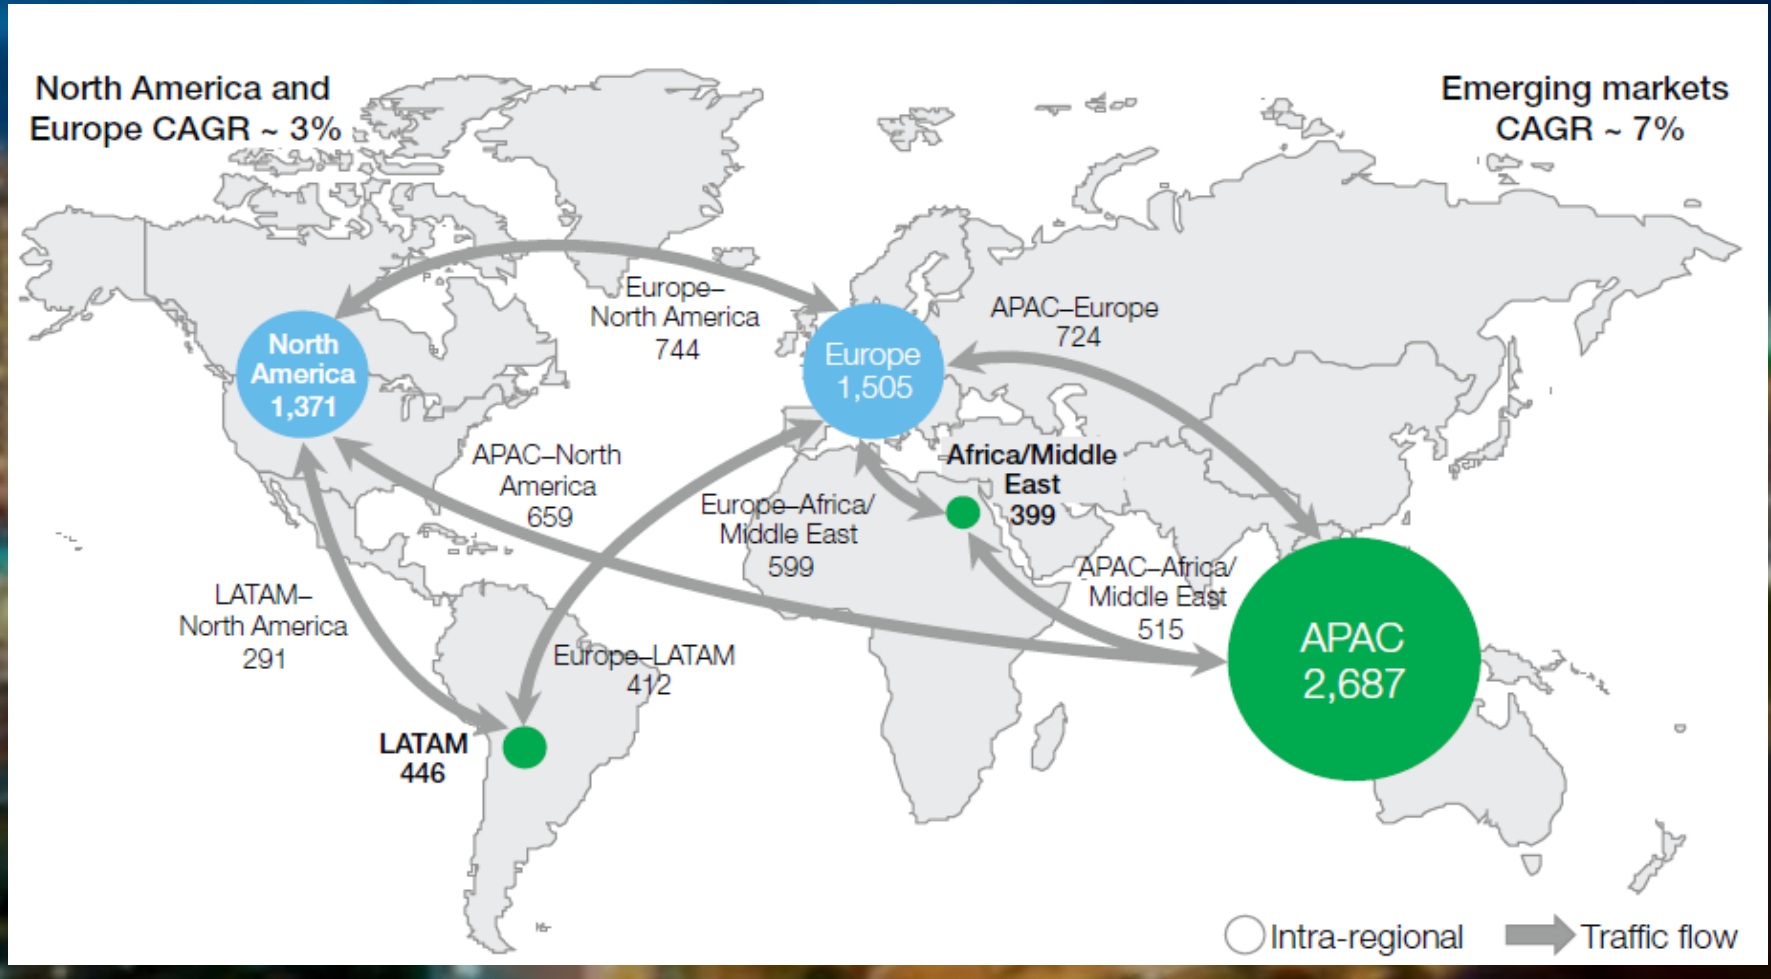 North America and
Europe CAGR ~ 3%
Emerging markets
CAGR ~ 7%
Europe–
North America
744
APAC–Europe
724
North
America
1,371
Europe
1,505
APAC–North
America
659
Africa/Middle
East
399
Europe–Africa/
Middle East
599
APAC–Africa/
Middle East
515
LATAM–
North America
291
Europe–LATAM
412
APAC
2,687
LATAM
446
Intra-regional
Traffic flow